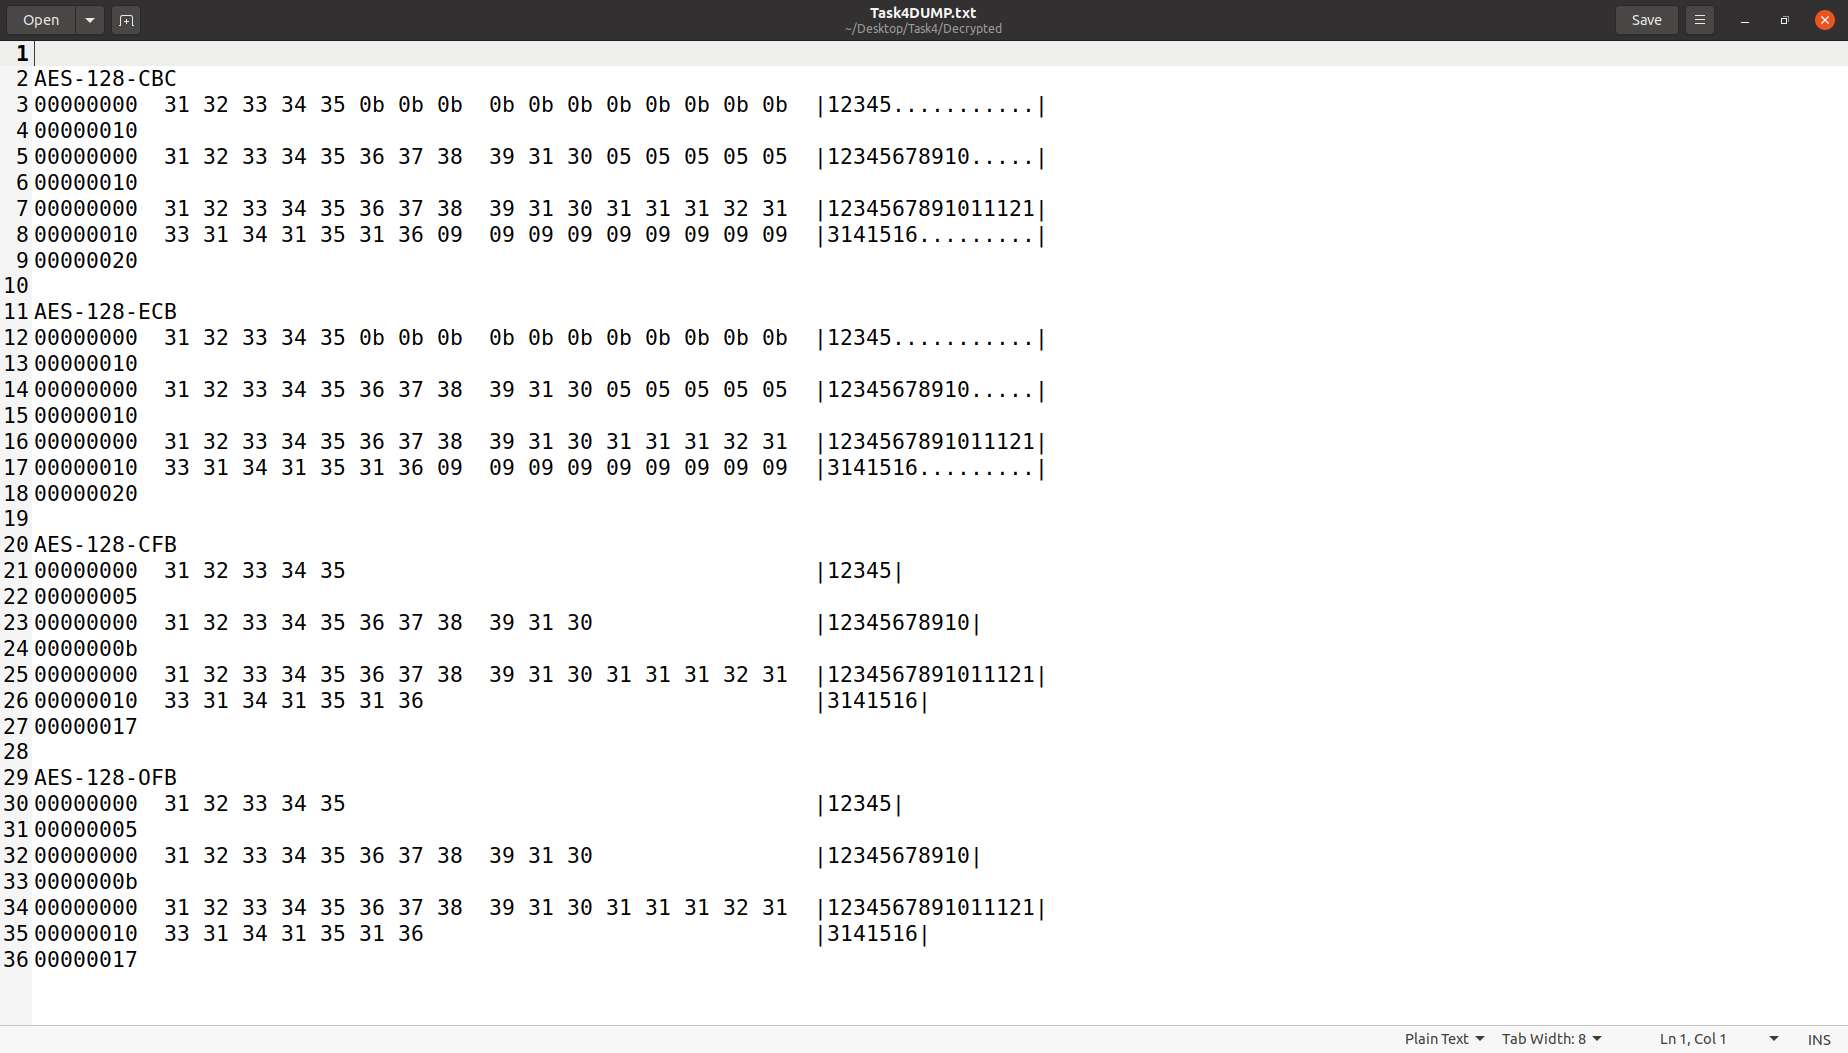 Open
Task4DUMP.txt
~/Desktop/Task4/Decrypted
Save
1
2 AES-128-CBC
3 00000000  31 32 33 34 35 0b 0b 0b  0b 0b 0b 0b 0b 0b 0b 0b  |12345...........|
4 00000010
5 00000000  31 32 33 34 35 36 37 38  39 31 30 05 05 05 05 05  |12345678910.....|
6 00000010
7 00000000  31 32 33 34 35 36 37 38  39 31 30 31 31 31 32 31  |1234567891011121|
8 00000010  33 31 34 31 35 31 36 09  09 09 09 09 09 09 09 09  |3141516.........|
9 00000020
10
11 AES-128-ECB
12 00000000  31 32 33 34 35 0b 0b 0b  0b 0b 0b 0b 0b 0b 0b 0b  |12345...........|
13 00000010
14 00000000  31 32 33 34 35 36 37 38  39 31 30 05 05 05 05 05  |12345678910.....|
15 00000010
16 00000000  31 32 33 34 35 36 37 38  39 31 30 31 31 31 32 31  |1234567891011121|
17 00000010  33 31 34 31 35 31 36 09  09 09 09 09 09 09 09 09  |3141516.........|
18 00000020
19
20 AES-128-CFB
21 00000000  31 32 33 34 35                                    |12345|
22 00000005
23 00000000  31 32 33 34 35 36 37 38  39 31 30                 |12345678910|
24 0000000b
25 00000000  31 32 33 34 35 36 37 38  39 31 30 31 31 31 32 31  |1234567891011121|
26 00000010  33 31 34 31 35 31 36                              |3141516|
27 00000017
28
29 AES-128-OFB
30 00000000  31 32 33 34 35                                    |12345|
31 00000005
32 00000000  31 32 33 34 35 36 37 38  39 31 30                 |12345678910|
33 0000000b
34 00000000  31 32 33 34 35 36 37 38  39 31 30 31 31 31 32 31  |1234567891011121|
35 00000010  33 31 34 31 35 31 36                              |3141516|
36 00000017
Plain Text Tab Width: 8 Ln 1, Col 1 INS